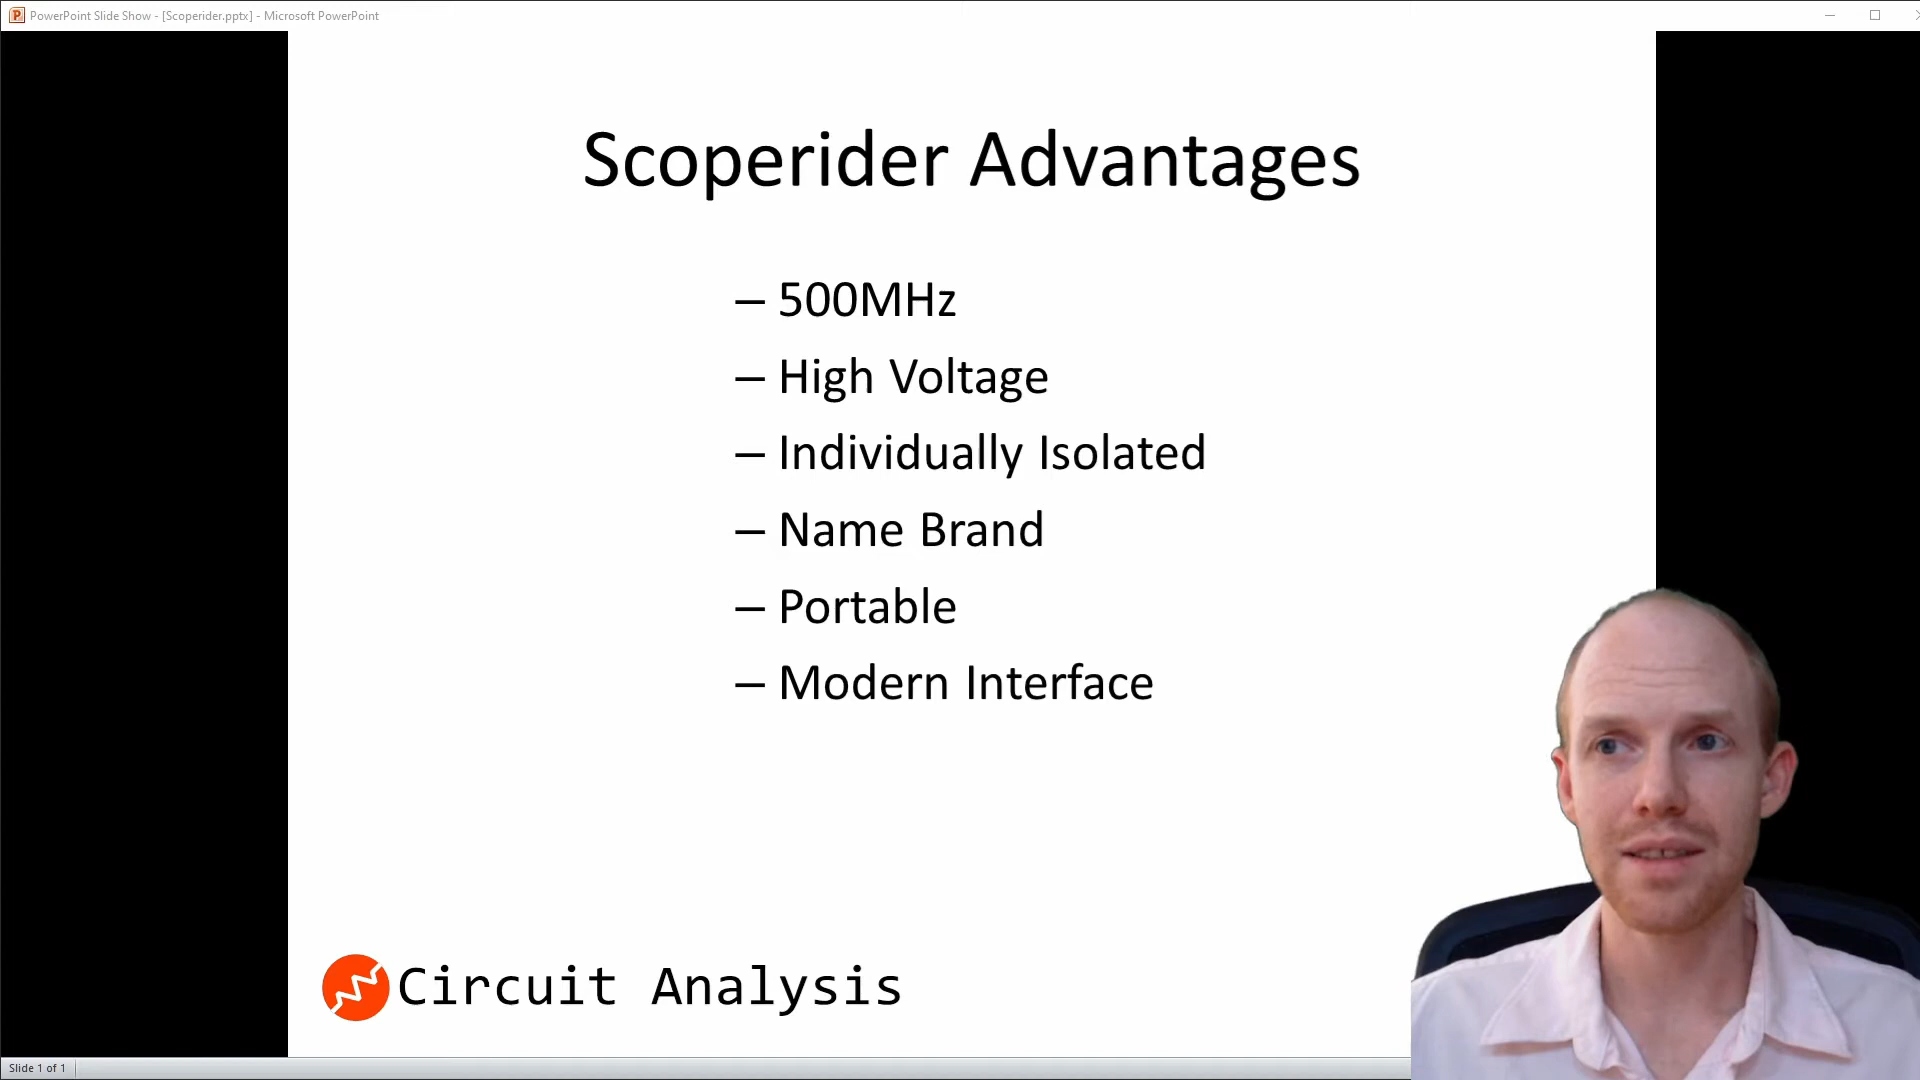 PowerPoint Slide Show - [Scoperider.pptx] - Microsoft PowerPoint
Scoperider Advantages
– 500MHz
– High Voltage
– Individually Isolated
– Name Brand
– Portable
– Modern Interface
Circuit Analysis
Slide 1 of 1